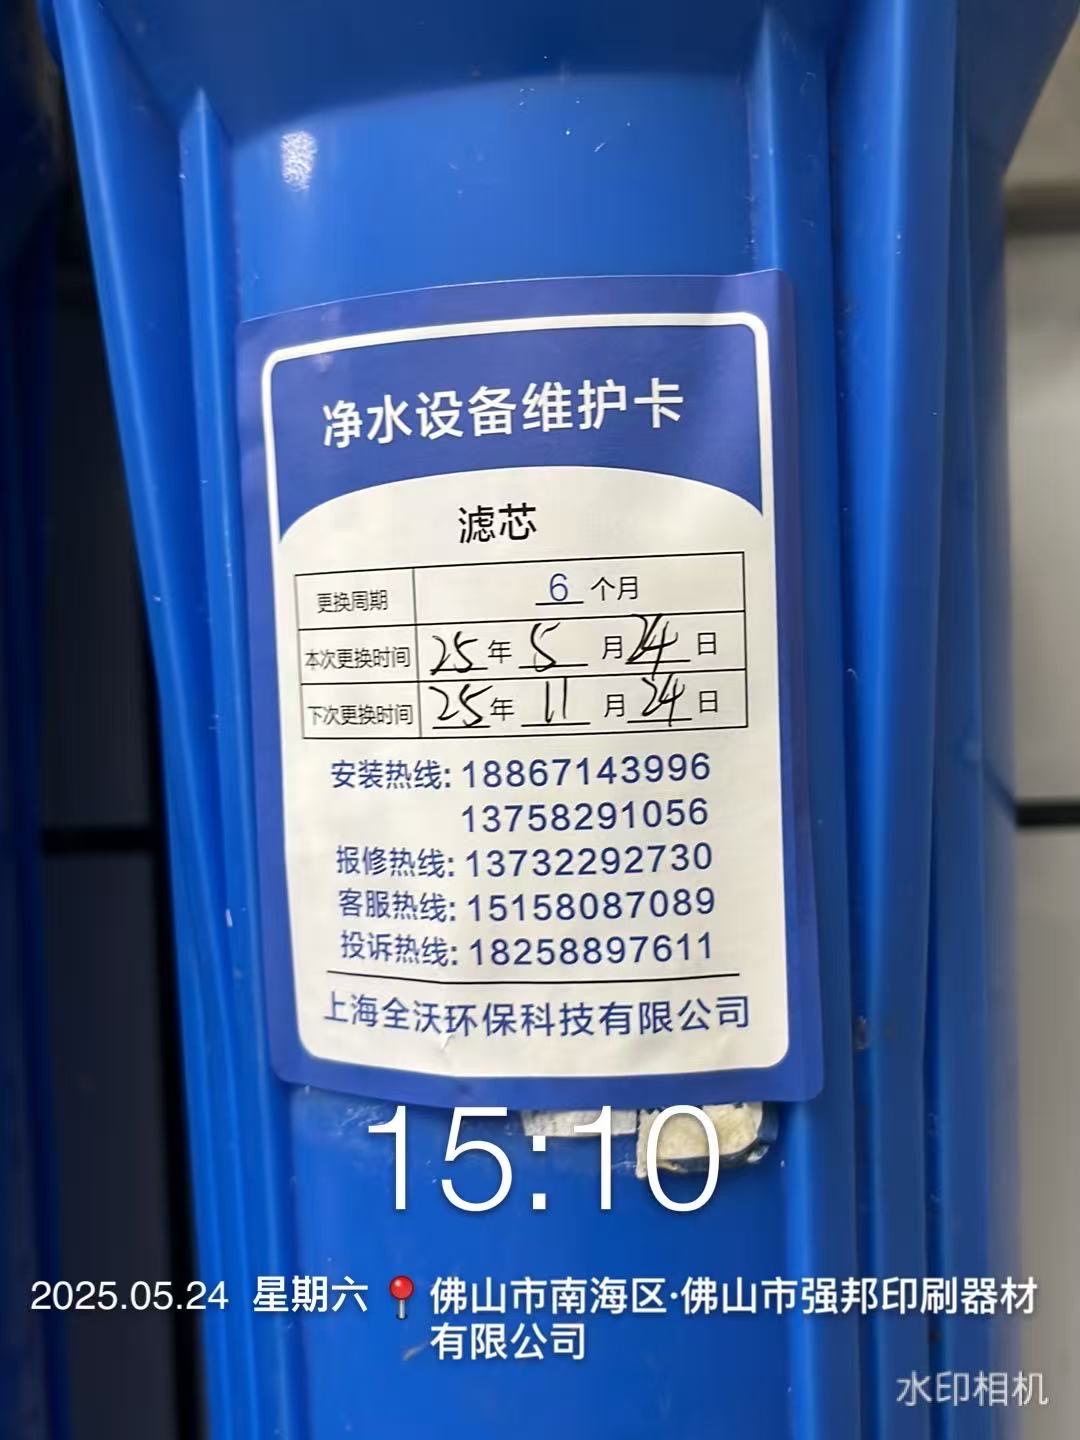 净水设备维护卡
滤芯
更换周期 6 个月
本次更换时间 25年 5 月 24 日
下次更换时间 25年 11 月 24 日
安装热线: 18867143996
13758291056
报修热线: 13732292730
客服热线: 15158087089
投诉热线: 18258897611
上海全沃环保科技有限公司
15:10
2025.05.24 星期六 佛山市南海区·佛山市强邦印刷器材
有限公司
水印相机